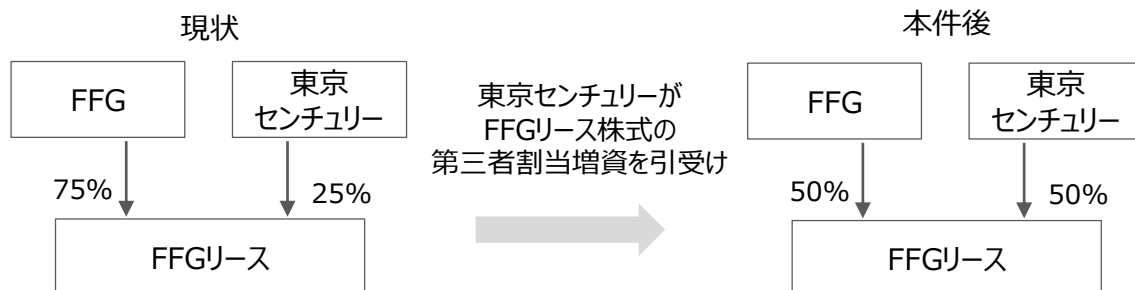 現状
FFG
東京
センチュリー
75%
25%
FFGリース
東京センチュリーが
FFGリース株式の
第三者割当増資を引受け
本件後
FFG
東京
センチュリー
50%
50%
FFGリース